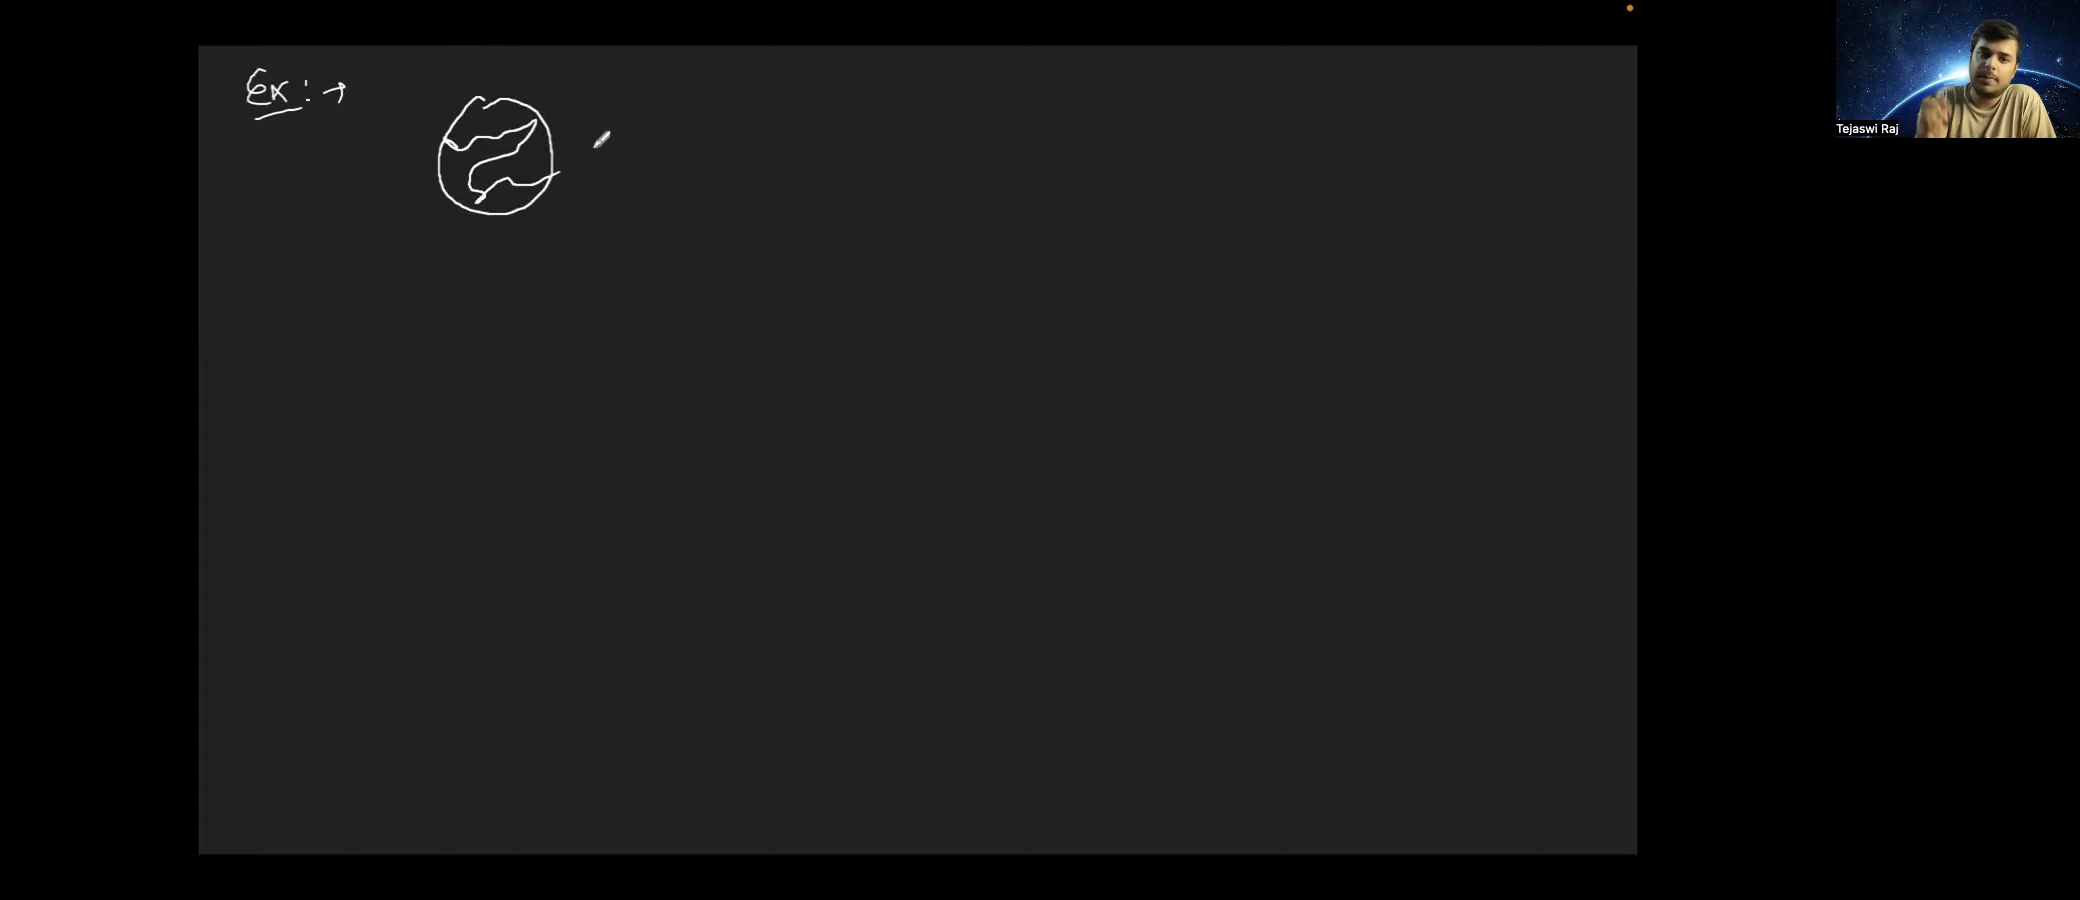 Ex : →
Tejaswi Raj